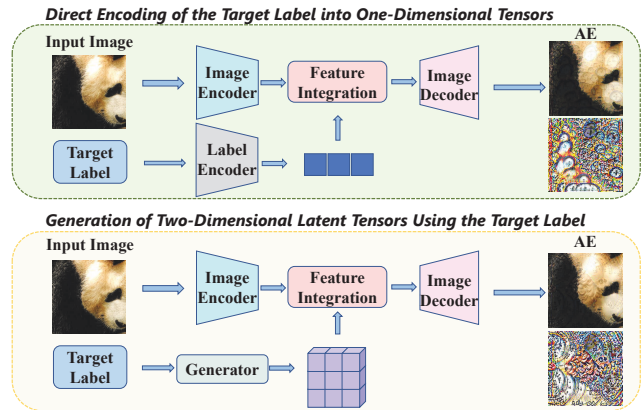 Direct Encoding of the Target Label into One-Dimensional Tensors
Input Image
AE
Image
Encoder
Feature
Integration
Image
Decoder
Target
Label
Label
Encoder
Generation of Two-Dimensional Latent Tensors Using the Target Label
Input Image
AE
Image
Encoder
Feature
Integration
Image
Decoder
Target
Label
Generator